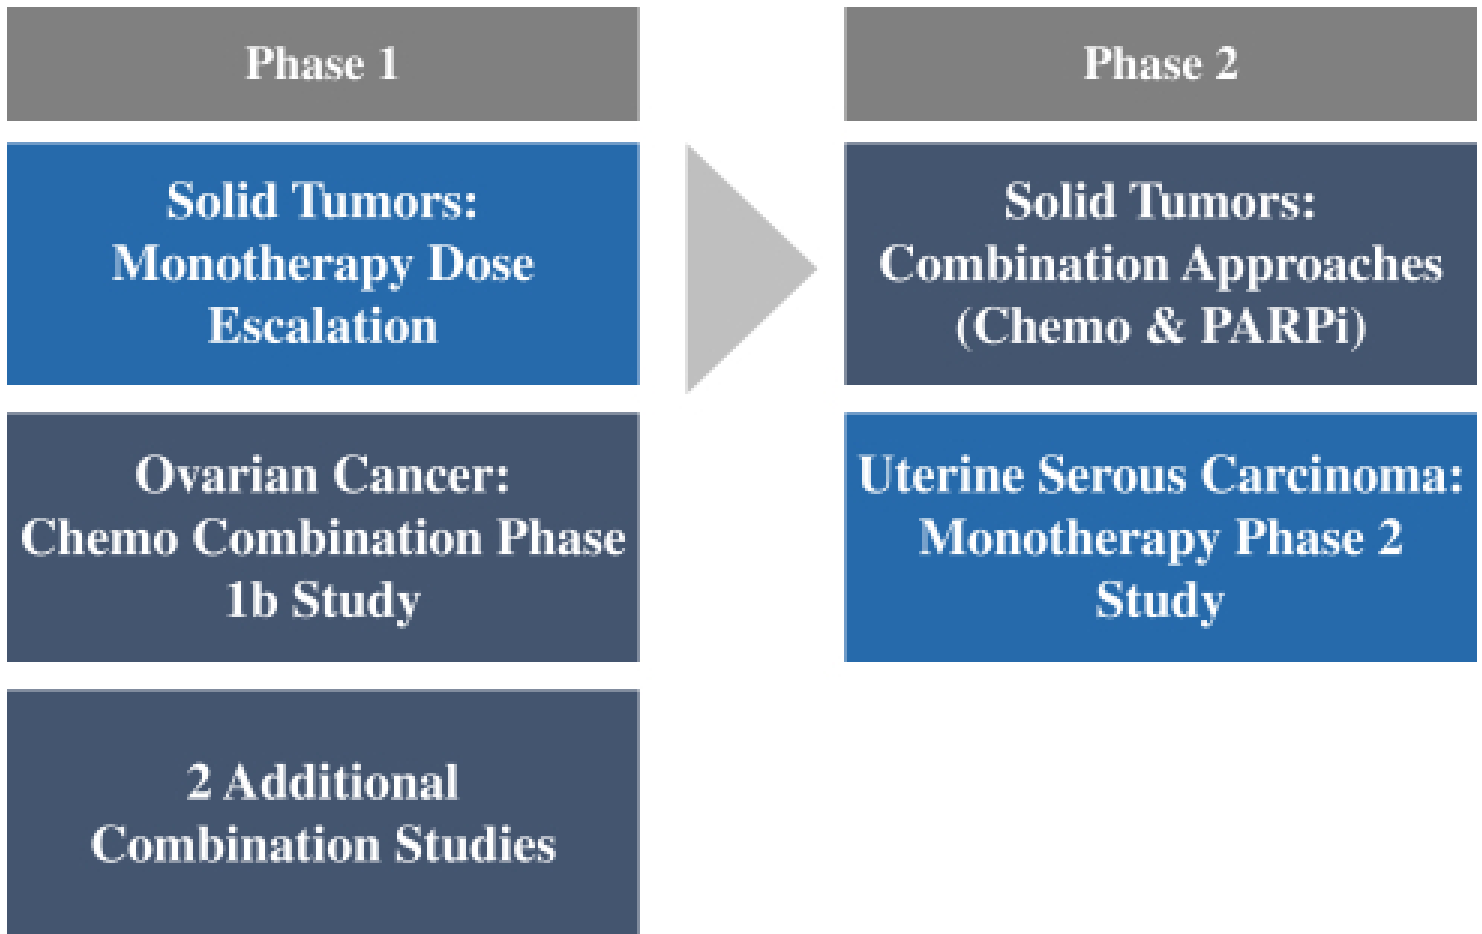 Phase 1
Solid Tumors:
Monotherapy Dose
Escalation
Ovarian Cancer:
Chemo Combination Phase
1b Study
2 Additional
Combination Studies
Phase 2
Solid Tumors:
Combination Approaches
(Chemo & PARPi)
Uterine Serous Carcinoma:
Monotherapy Phase 2
Study